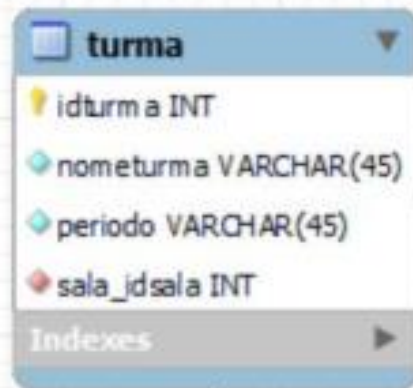 turma
idturma INT
nometurma VARCHAR(45)
periodo VARCHAR(45)
sala_idsala INT
Indexes